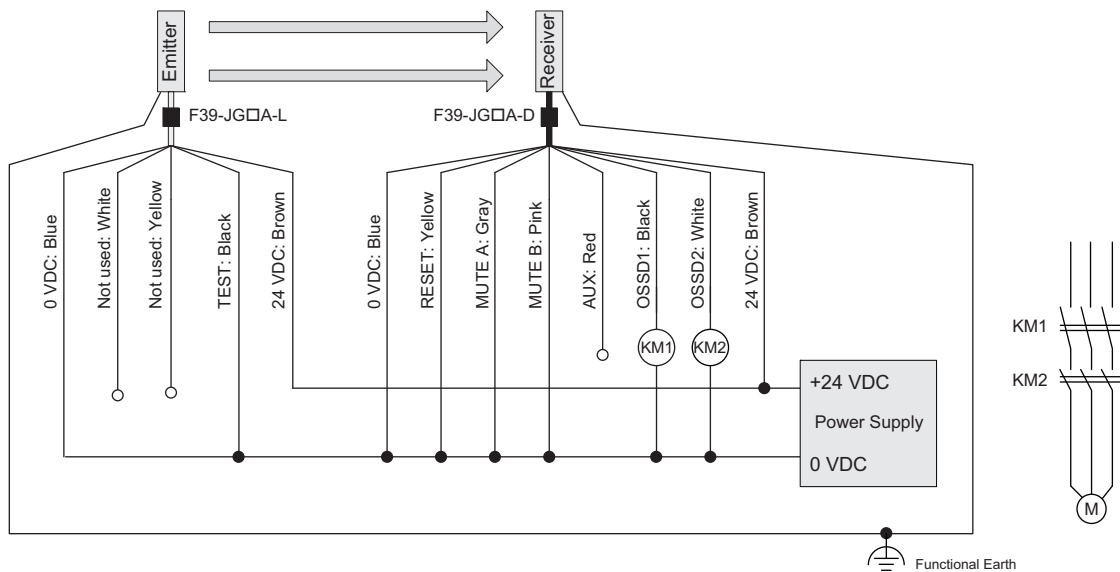 Emitter
Receiver
F39-JG□A-L
F39-JG□A-D
0 VDC: Blue
Not used: White
Not used: Yellow
TEST: Black
24 VDC: Brown
0 VDC: Blue
RESET: Yellow
MUTE A: Gray
MUTE B: Pink
AUX: Red
OSSD1: Black
OSSD2: White
24 VDC: Brown
KM1
KM2
+24 VDC
Power Supply
0 VDC
KM1
KM2
M
Functional Earth